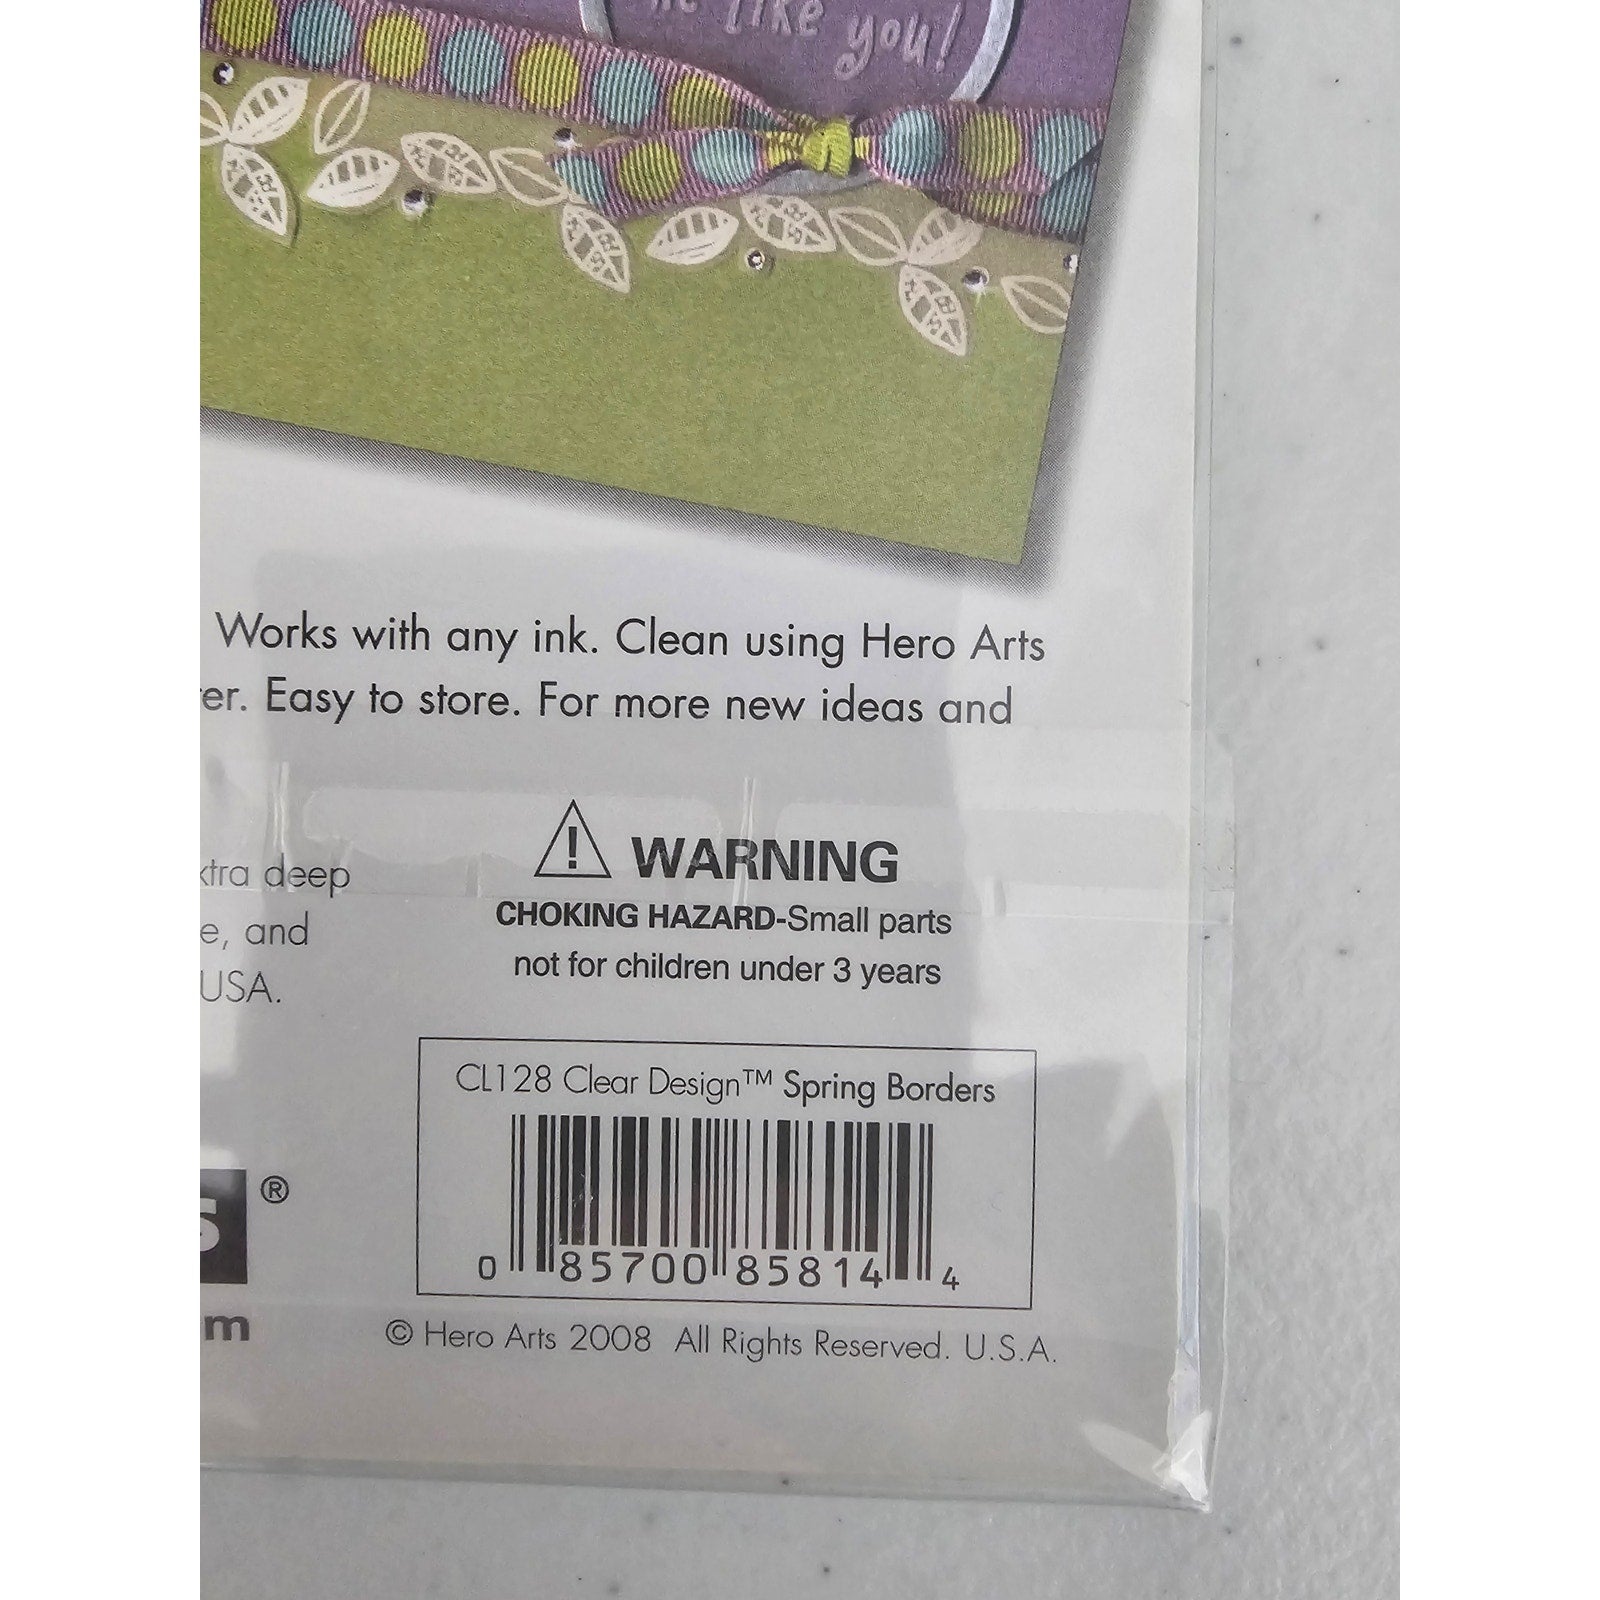 like you!
Works with any ink. Clean using Hero Arts
er. Easy to store. For more new ideas and
⚠ WARNING
CHOKING HAZARD-Small parts
not for children under 3 years
xtra deep
e, and
USA.
CL128 Clear Design™ Spring Borders
0 85700 85814 4
S ®
m
© Hero Arts 2008 All Rights Reserved. U.S.A.